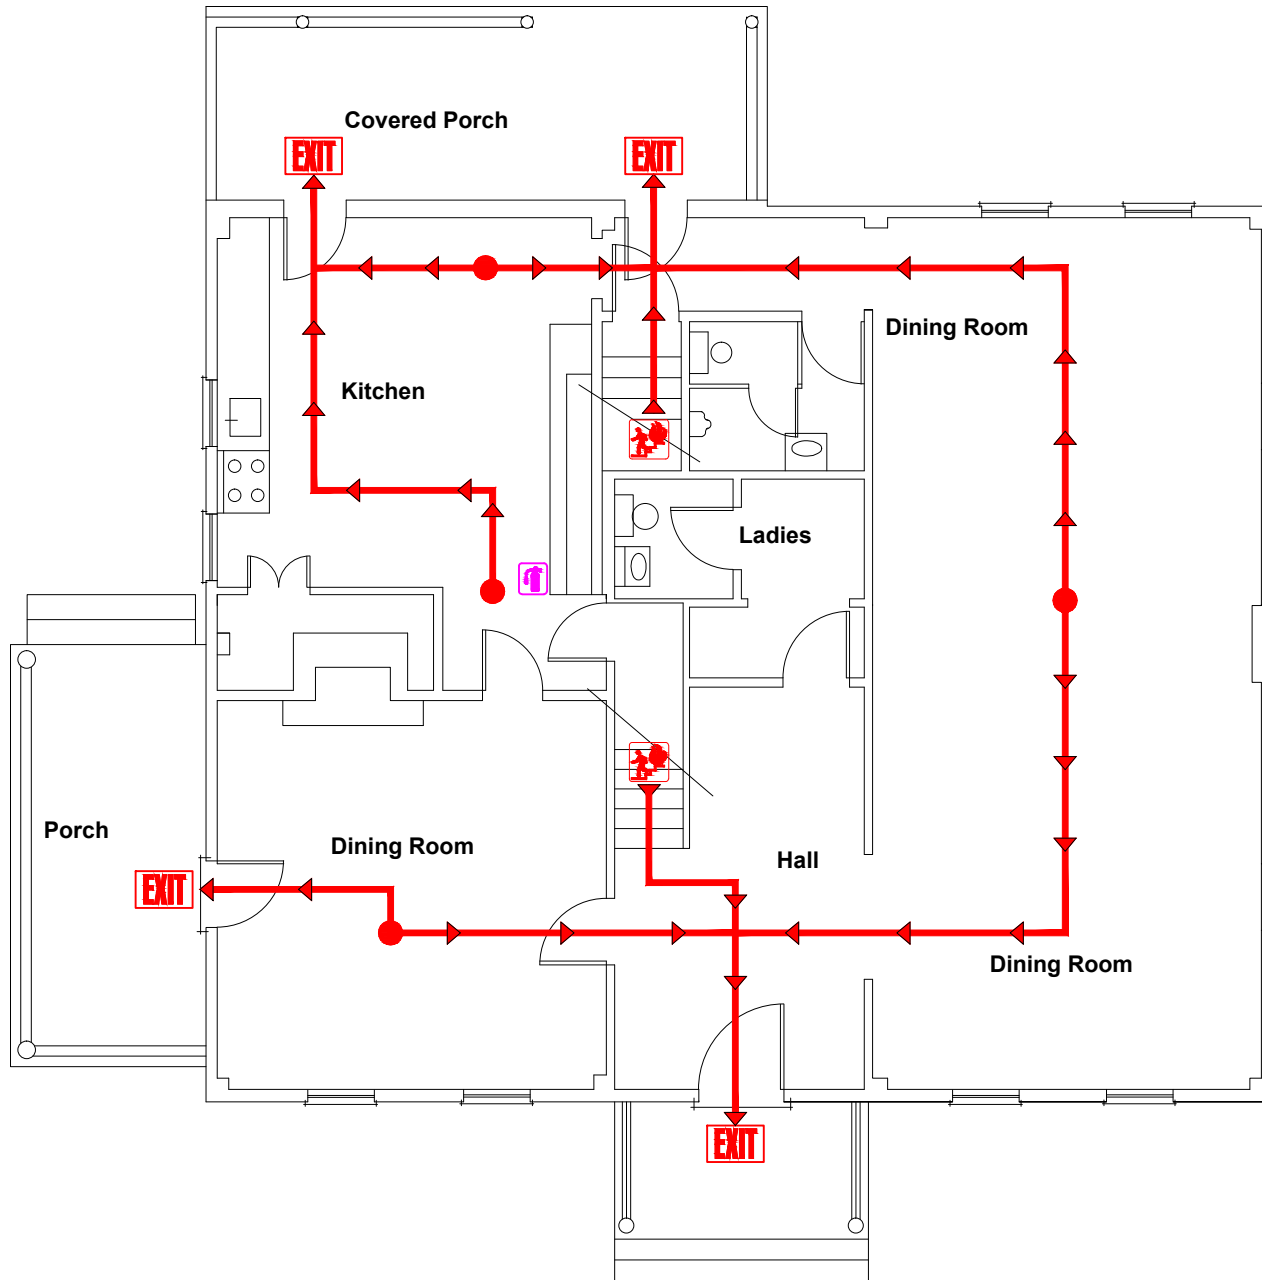 Covered Porch
EXIT
EXIT
Dining Room
Kitchen
Ladies
Porch
Dining Room
Hall
EXIT
Dining Room
EXIT